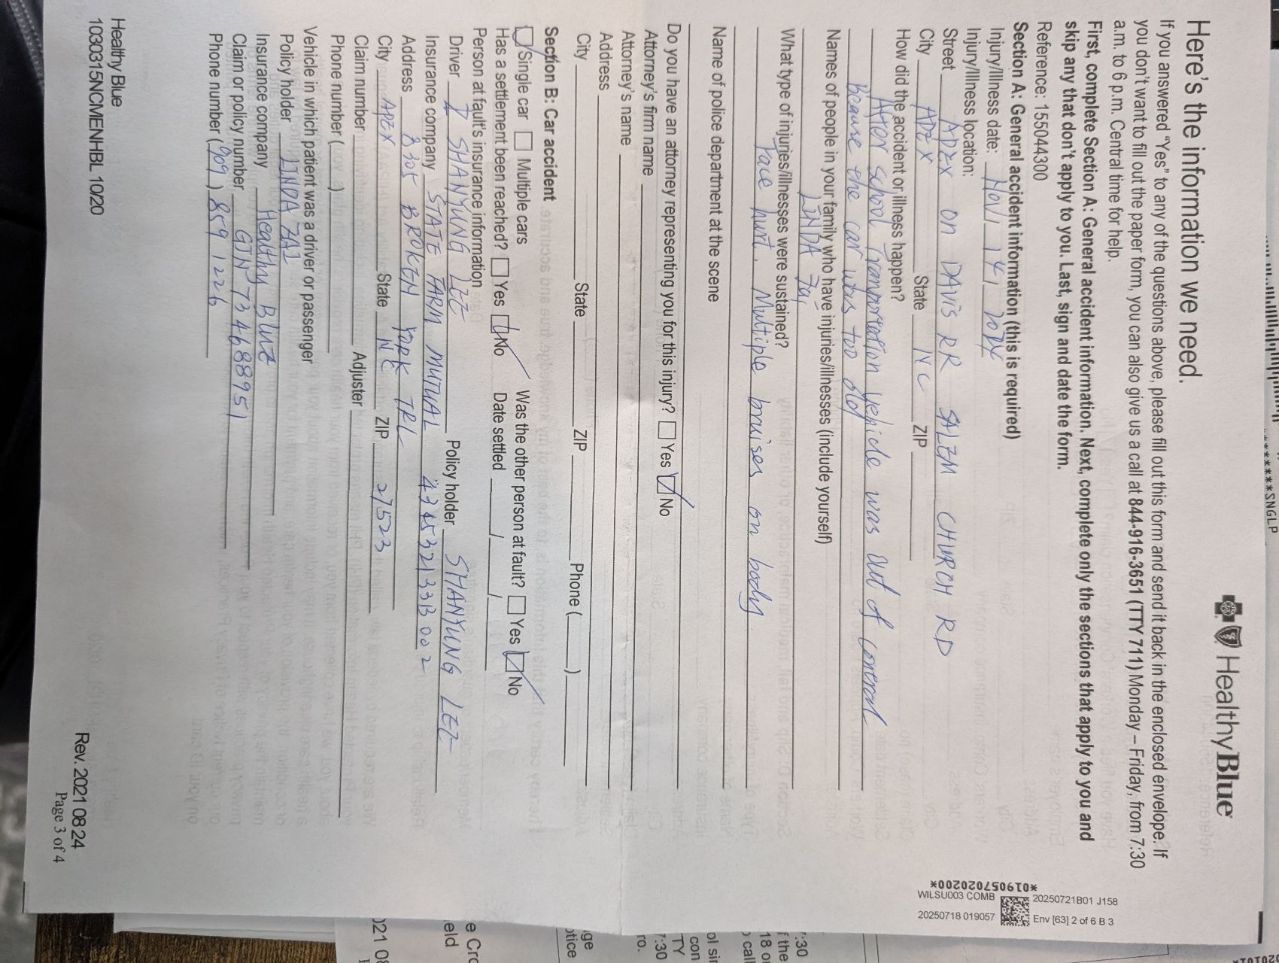 HealthyBlue
Here's the information we need.
If you answered "Yes" to any of the questions above, please fill out this form and send it back in the enclosed envelope. If
you don't want to fill out the paper form, you can also give us a call at 844-916-3651 (TTY 711) Monday – Friday, from 7:30
a.m. to 6 p.m. Central time for help.
First, complete Section A: General accident information. Next, complete only the sections that apply to you and
skip any that don't apply to you. Last, sign and date the form.
Reference: 155044300
Section A: General accident information (this is required)
Injury/Illness date: Nov / 14 /
Injury/Illness location:
Street APEX ON DAVIS RR SALEM CHURCH RD
City APEX State NC ZIP
How did the accident or illness happen?
After school transportation vehicle was out of control
Because the car was too old
Names of people in your family who have injuries/illnesses (include yourself)
LINDA Zai
What type of injuries/illnesses were sustained?
Face hurt. Multiple bruises on body
Name of police department at the scene
Do you have an attorney representing you for this injury? Yes No
Attorney's firm name
Attorney's name
Address
City State ZIP Phone ( )
Section B: Car accident
Single car Multiple cars Was the other person at fault? Yes No
Has a settlement been reached? Yes No Date settled / /
Person at fault's insurance information
Driver SHANYUNG LEE Policy holder SHANYUNG LEE
Insurance company STATE FARM MUTUAL
Address BROKEN YORK TRL
City APEX State NC ZIP 27523
Claim number Adjuster
Phone number ( )
Vehicle in which patient was a driver or passenger
Policy holder LINDA ZAI
Insurance company Healthy Blue
Claim or policy number
Phone number (909) 859 1226
Healthy Blue
1030315NCMENHBL 10/20
Rev. 2021 08 24
Page 3 of 4
*0190570202020*
WILSU003 COMB
20250718 019057
20250721B01 J158
Env [63] 2 of 6 B 3
******SNGLP